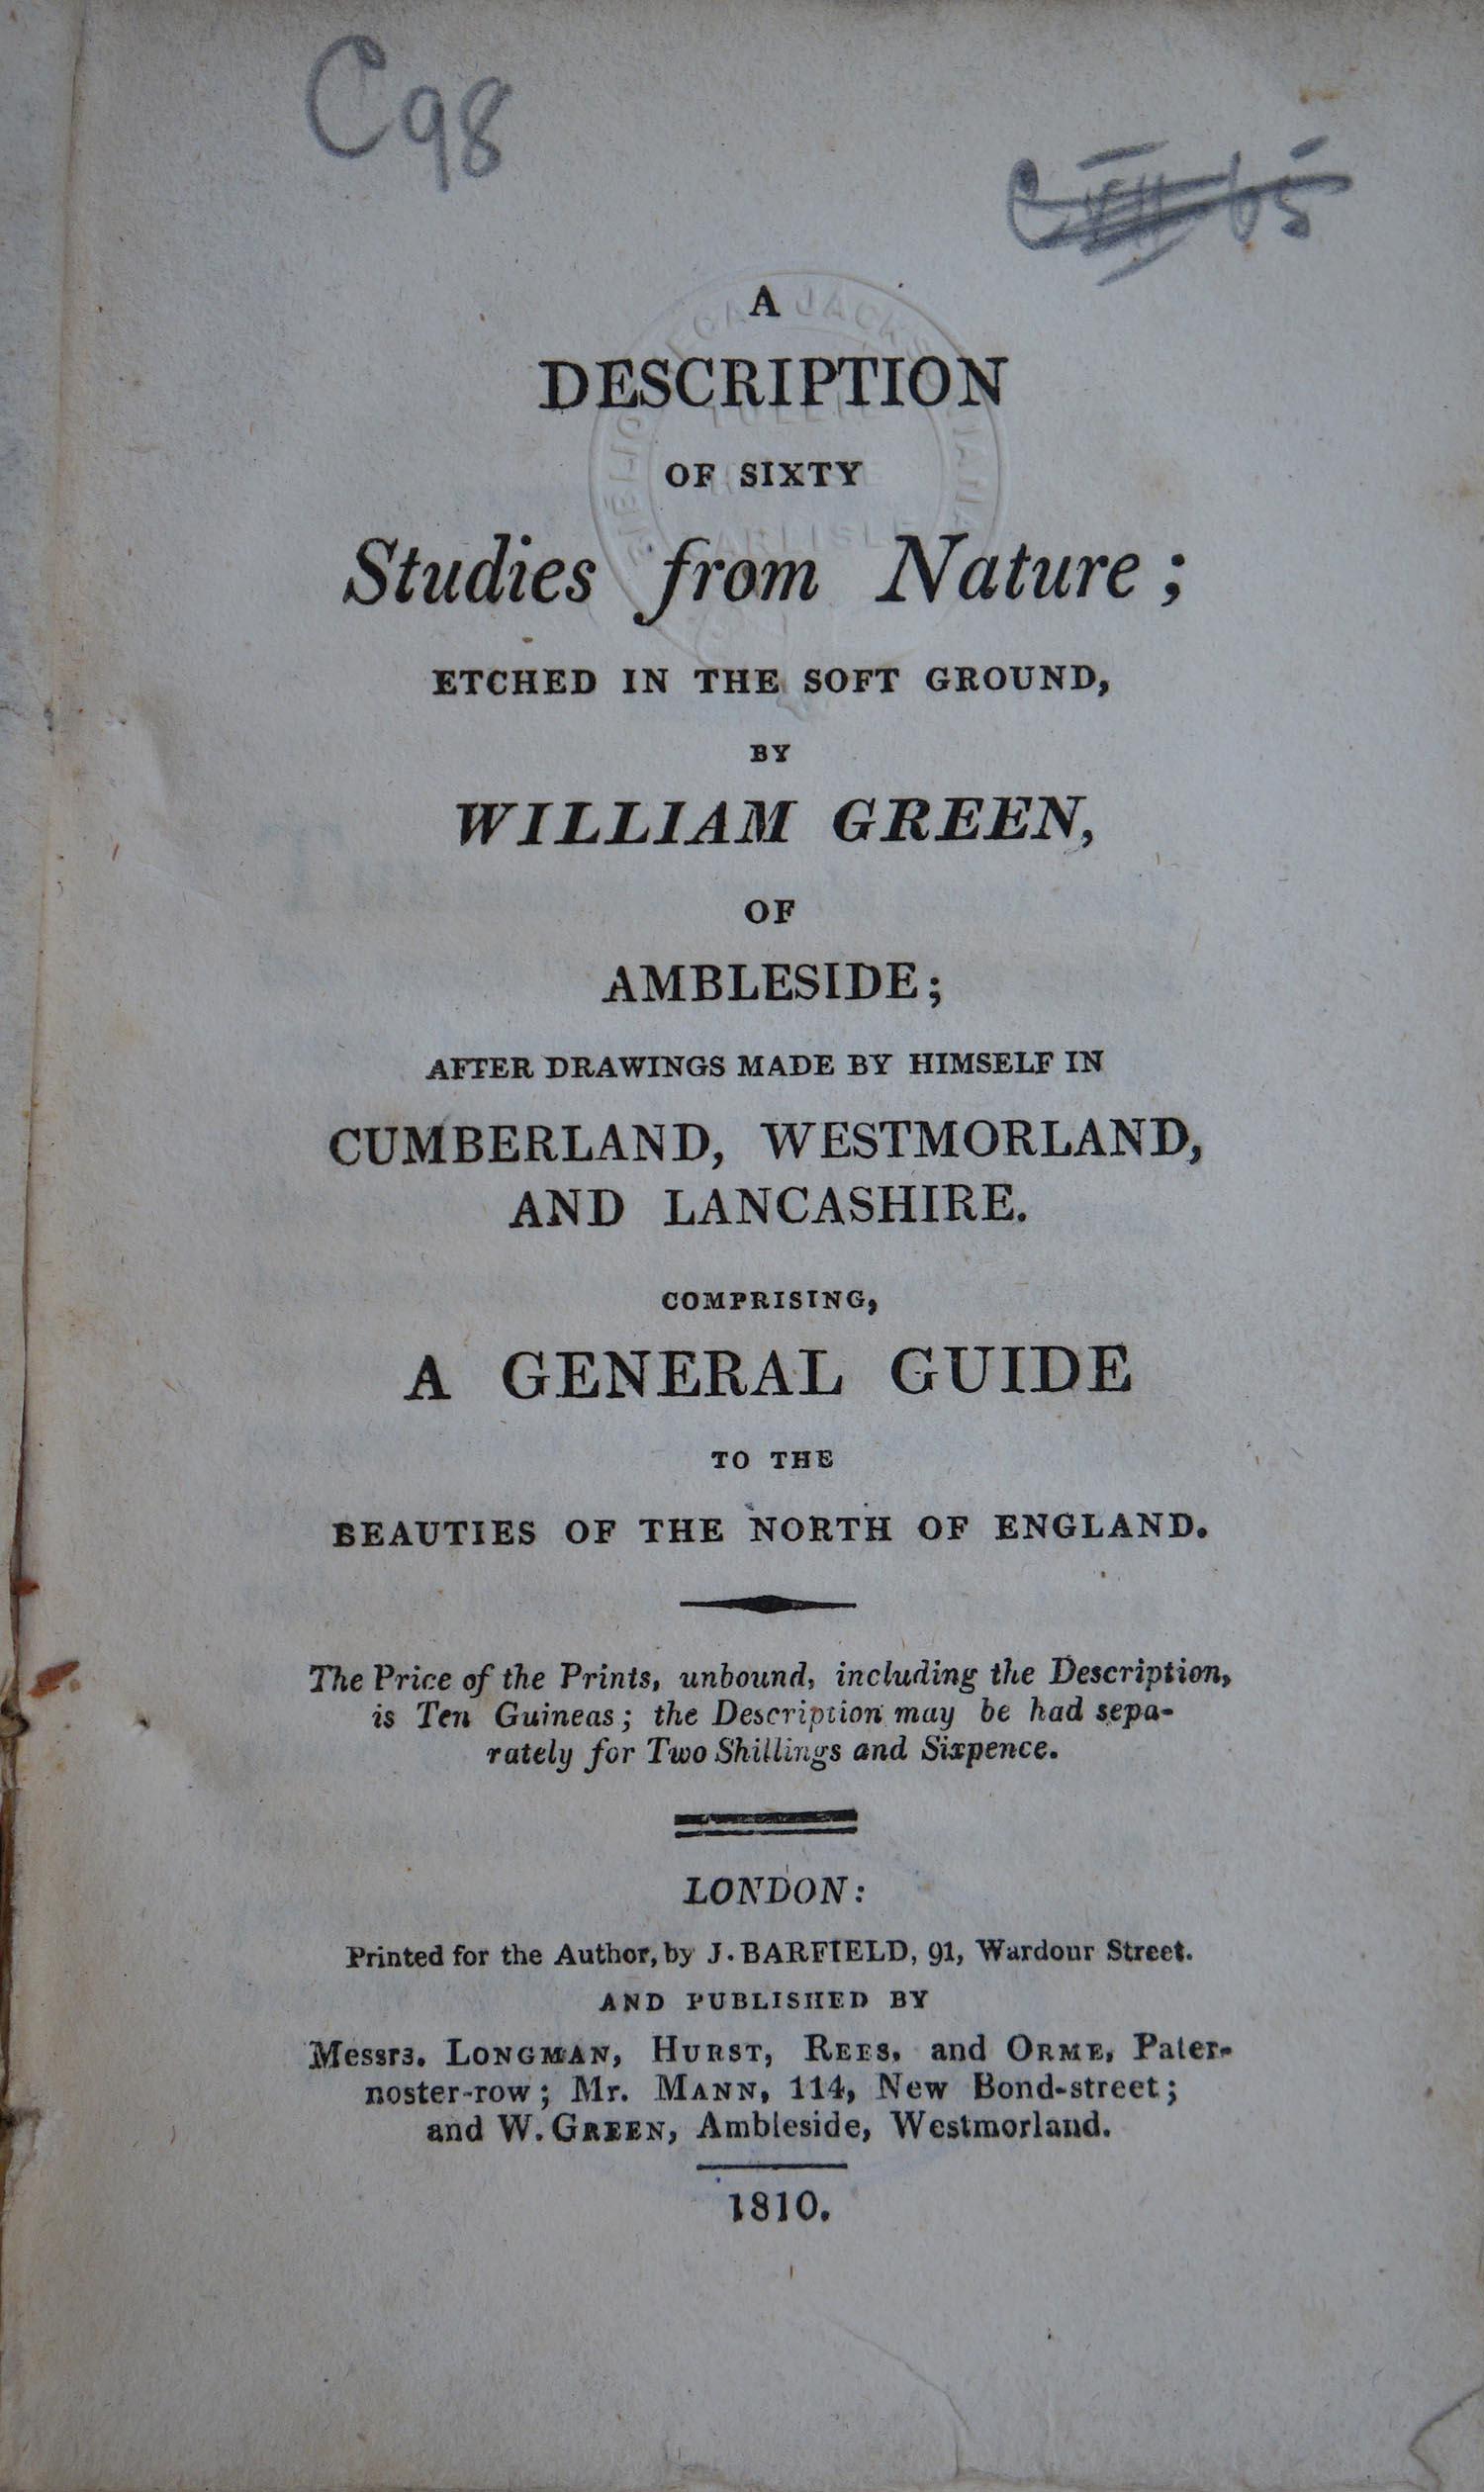 C98
A
DESCRIPTION
OF SIXTY
Studies from Nature;
ETCHED IN THE SOFT GROUND,
BY
WILLIAM GREEN,
OF
AMBLESIDE;
AFTER DRAWINGS MADE BY HIMSELF IN
CUMBERLAND, WESTMORLAND,
AND LANCASHIRE.
COMPRISING,
A GENERAL GUIDE
TO THE
BEAUTIES OF THE NORTH OF ENGLAND.
The Price of the Prints, unbound, including the Description,
is Ten Guineas; the Description may be had sepa-
rately for Two Shillings and Sixpence.
LONDON:
Printed for the Author, by J. BARFIELD, 91, Wardour Street.
AND PUBLISHED BY
Messrs. LONGMAN, HURST, REES, and ORME, Pater-
noster-row; Mr. MANN, 114, New Bond-street;
and W. GREEN, Ambleside, Westmorland.
1810.